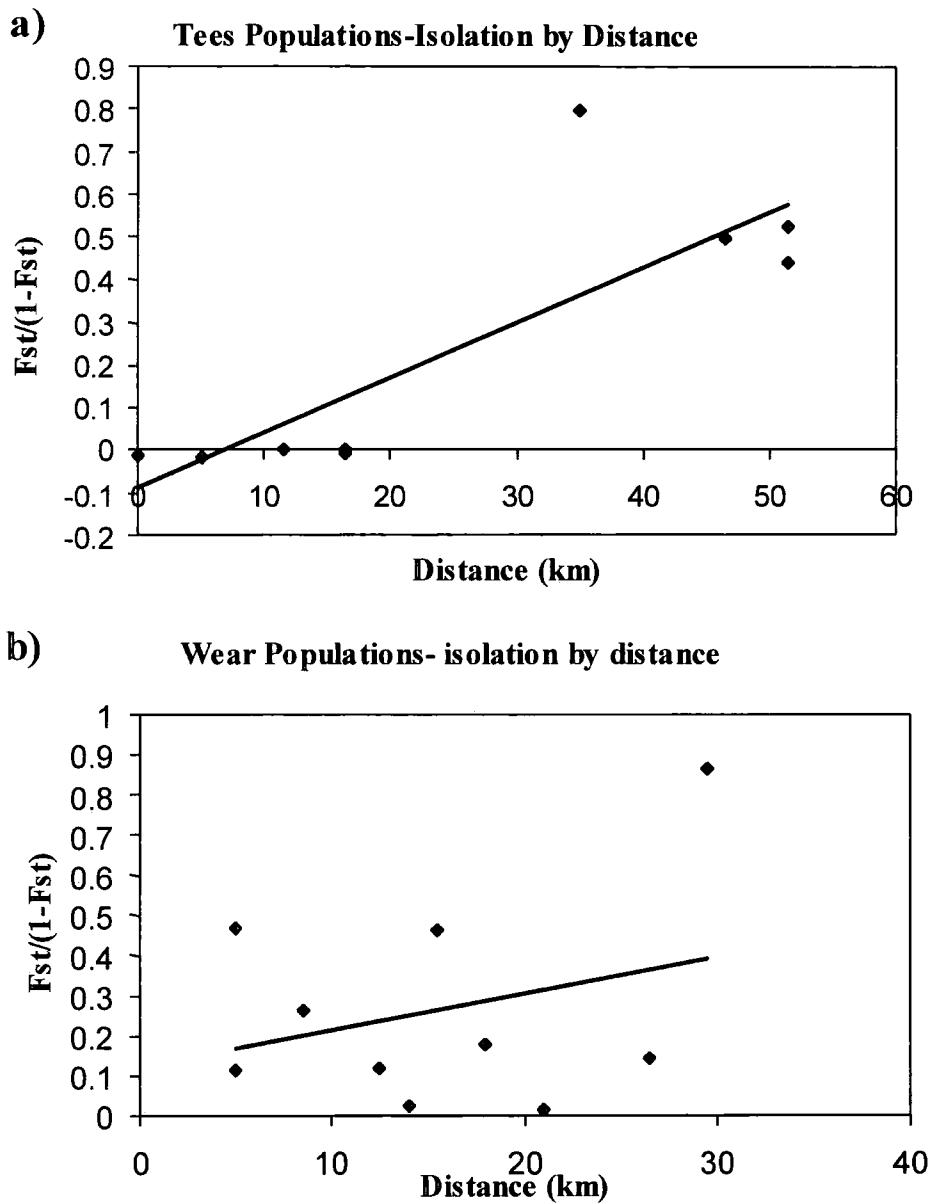 a)
Tees Populations-Isolation by Distance
0.9
0.8
0.7
0.6
0.5
0.4
0.3
0.2
0.1
0
-0.1
-0.2
Fst/(1-Fst)
0 10 20 30 40 50 60
Distance (km)
b)
Wear Populations- isolation by distance
1
0.9
0.8
0.7
0.6
0.5
0.4
0.3
0.2
0.1
0
Fst/(1-Fst)
0 10 20 30 40
Distance (km)